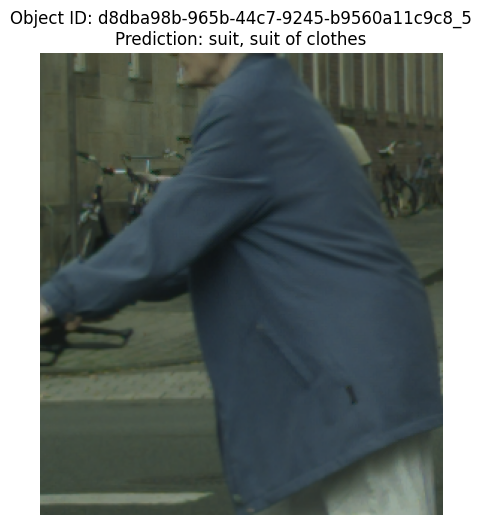 Object ID: d8dba98b-965b-44c7-9245-b9560a11c9c8_5
Prediction: suit, suit of clothes